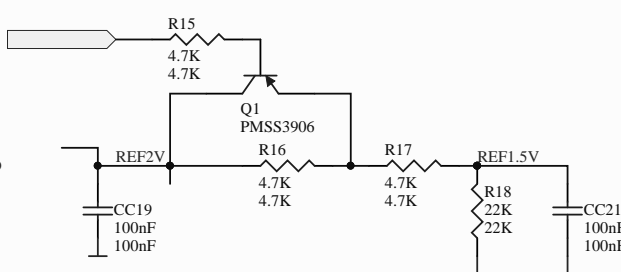 R15
4.7K
4.7K
Q1
PMSS3906
REF2V
R16
4.7K
4.7K
R17
4.7K
4.7K
REF1.5V
R18
22K
22K
CC19
100nF
100nF
CC21
100nF
100nF